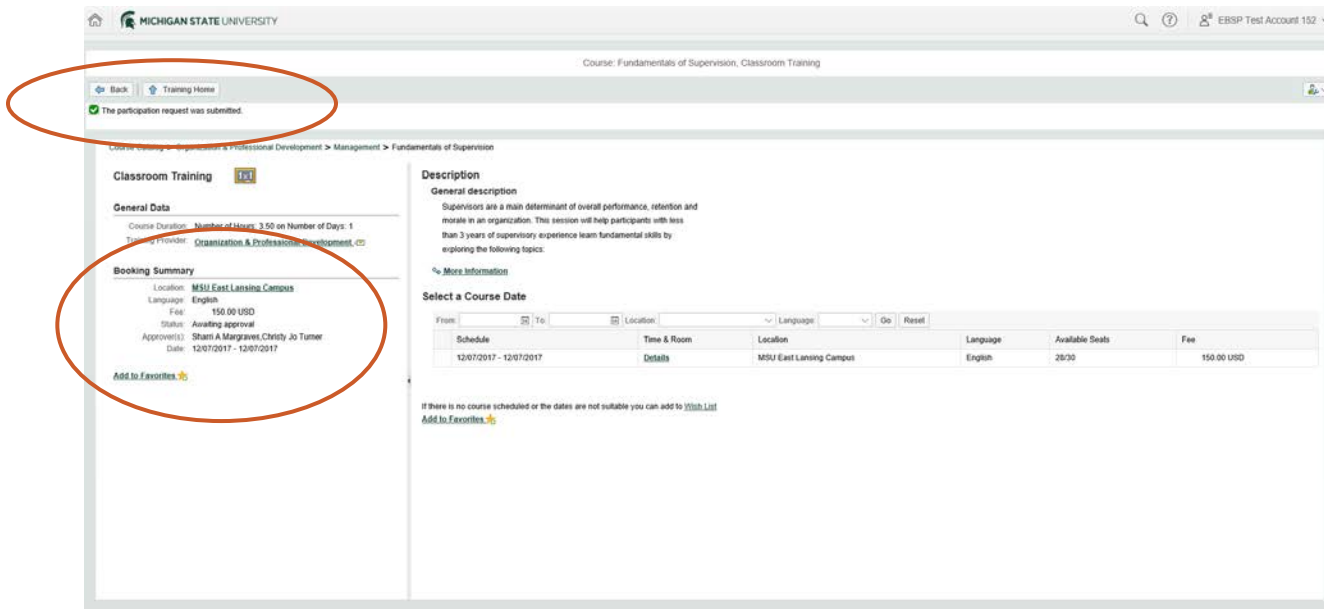 MICHIGAN STATE UNIVERSITY
EBSP Test Account 152
Course: Fundamentals of Supervision, Classroom Training
Back
Training Home
The participation request was submitted.
Course Catalog > Organization & Professional Development > Management > Fundamentals of Supervision
Classroom Training
General Data
Course Duration: Number of Hours: 3.50 on Number of Days: 1
Training Provider: Organization & Professional Development
Booking Summary
Location: MSU East Lansing Campus
Language: English
Fee: 150.00 USD
Status: Awaiting approval
Approver(s): Sharri A Margraves,Christy Jo Turner
Date: 12/07/2017 - 12/07/2017
Add to Favorites
Description
General description
Supervisors are a main determinant of overall performance, retention and
morale in an organization. This session will help participants with less
than 3 years of supervisory experience learn fundamental skills by
exploring the following topics:
More Information
Select a Course Date
From: To: Location: Language: Go Reset
Schedule Time & Room Location Language Available Seats Fee
12/07/2017 - 12/07/2017 Details MSU East Lansing Campus English 28/30 150.00 USD
If there is no course scheduled or the dates are not suitable you can add to Wish List
Add to Favorites